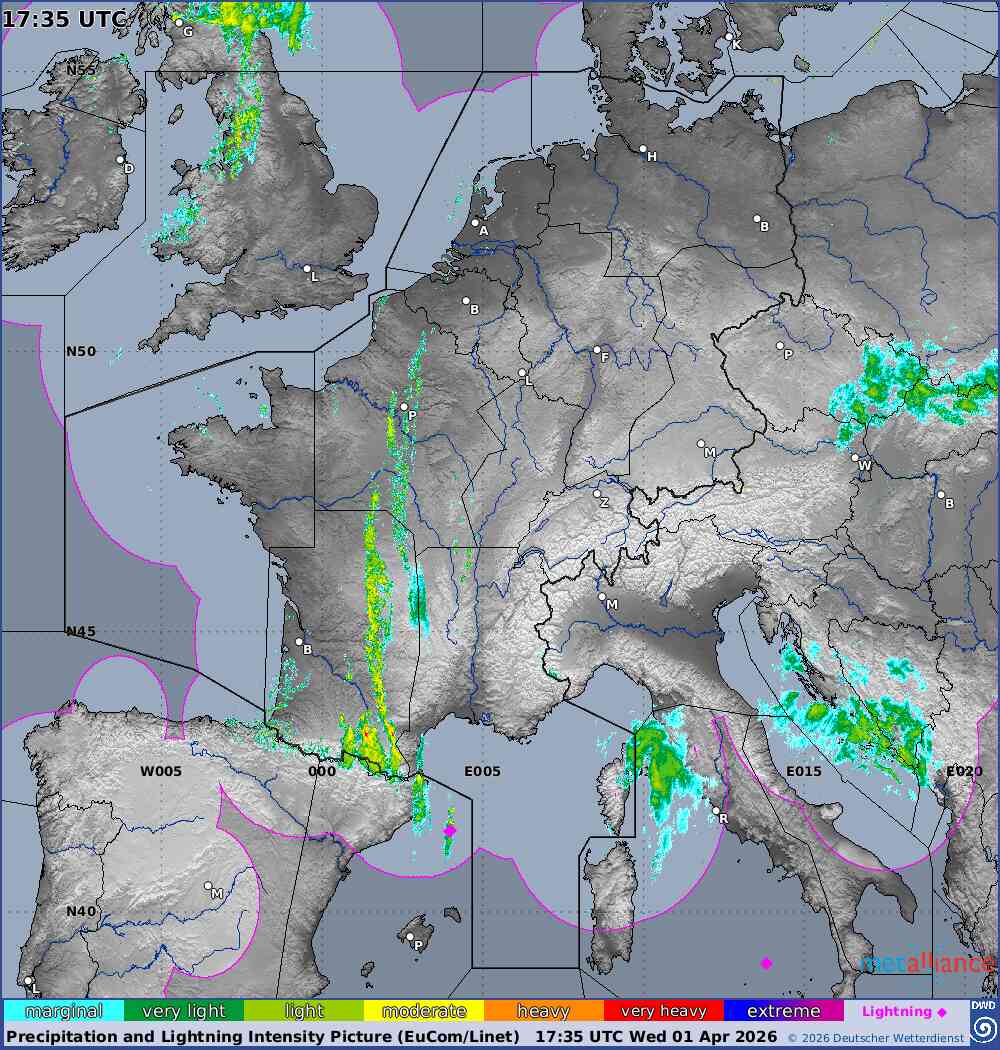 17:35 UTC
G
K
N55
D
H
A
B
L
B
N50
F
P
L
P
M
W
Z
B
M
N45
B
W005
000
E005
E015
E020
R
M
N40
P
L
metalliance
marginal very light light moderate heavy very heavy extreme Lightning
DWD
Precipitation and Lightning Intensity Picture (EuCom/Linet) 17:35 UTC Wed 01 Apr 2026 © 2026 Deutscher Wetterdienst